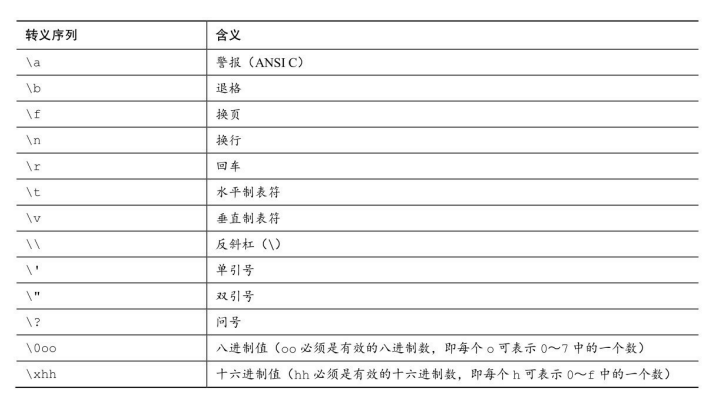 转义序列 含义
\a 警报（ANSI C）
\b 退格
\f 换页
\n 换行
\r 回车
\t 水平制表符
\v 垂直制表符
\\ 反斜杠（\）
\' 单引号
\" 双引号
\? 问号
\0oo 八进制值（oo 必须是有效的八进制数，即每个 o 可表示 0～7 中的一个数）
\xhh 十六进制值（hh 必须是有效的十六进制数，即每个 h 可表示 0～f 中的一个数）